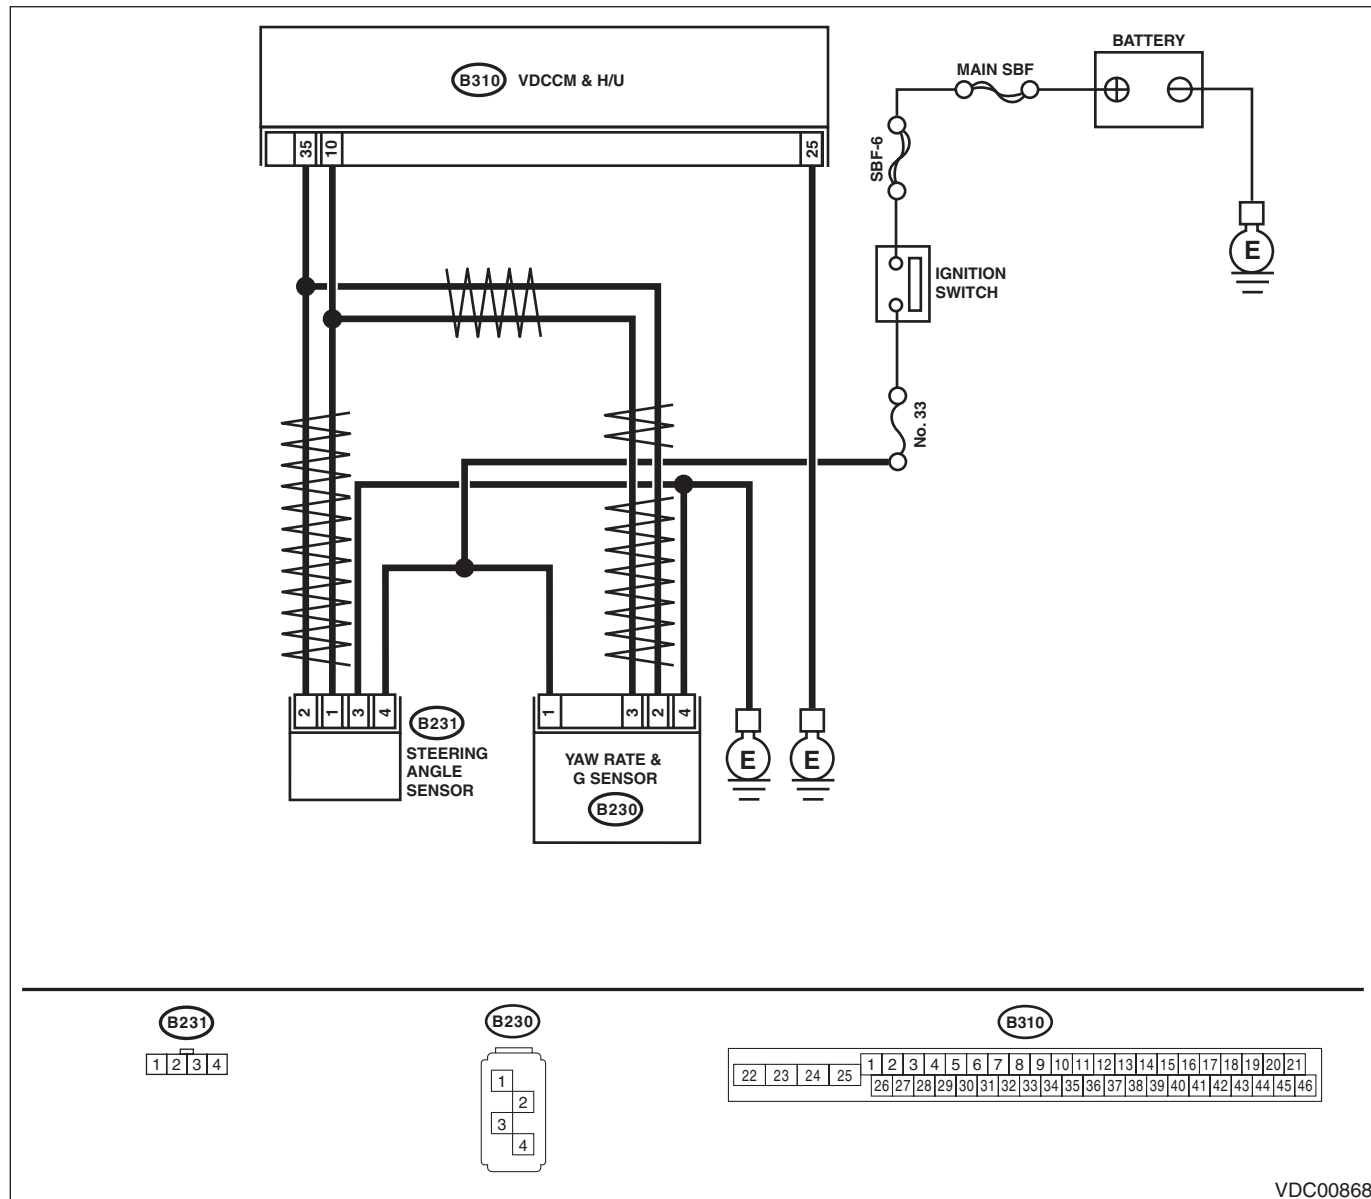 BATTERY
MAIN SBF
B310 VDCCM & H/U
35 10 25
SBF-6
E
IGNITION
SWITCH
No. 33
2 1 3 4
B231
STEERING
ANGLE
SENSOR
1 3 2 4
YAW RATE &
G SENSOR
B230
E E
B231
1 2 3 4
B230
1
2
3
4
B310
1 2 3 4 5 6 7 8 9 10 11 12 13 14 15 16 17 18 19 20 21
22 23 24 25
26 27 28 29 30 31 32 33 34 35 36 37 38 39 40 41 42 43 44 45 46
VDC00868